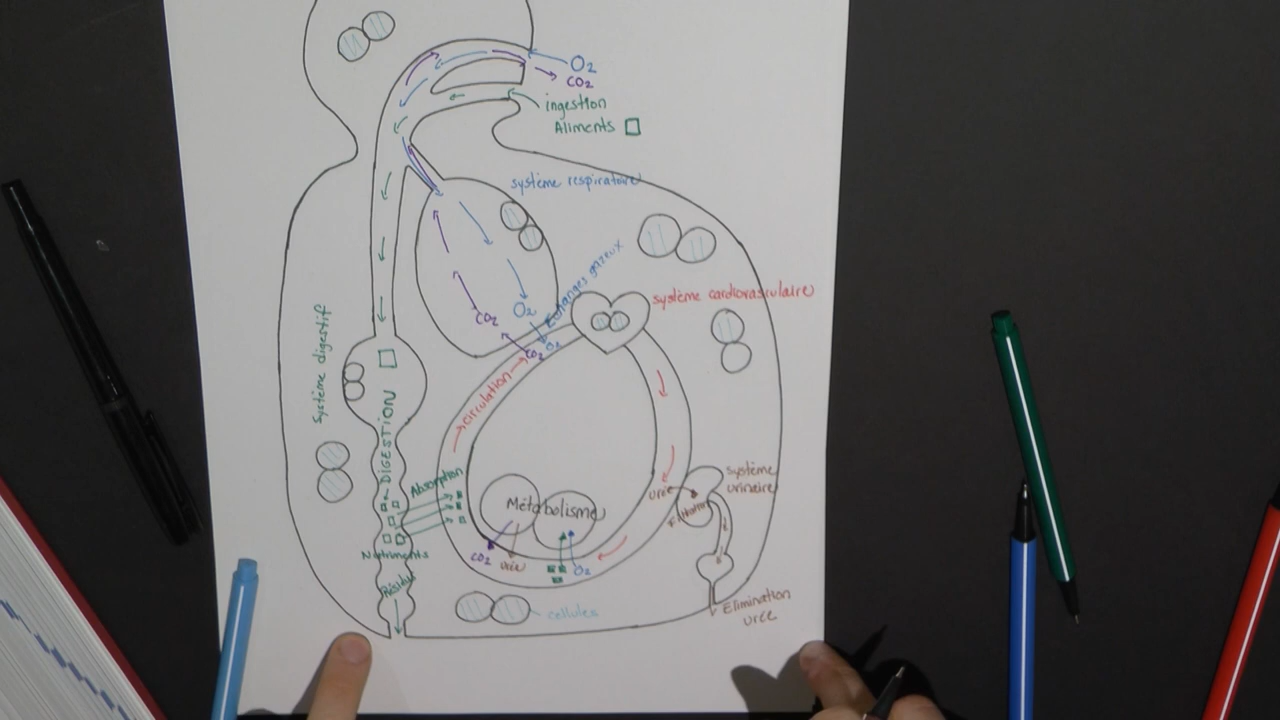 O₂
CO₂
ingestion
Aliments
système respiratoire
Échanges gazeux
système cardiovasculaire
O₂
CO₂
O₂
CO₂
Système digestif
circulation
DIGESTION
Absorption
Métabolisme
urée
système
urinaire
Filtration
Nutriments
CO₂
urée
O₂
Résidus
cellules
Elimination
urée